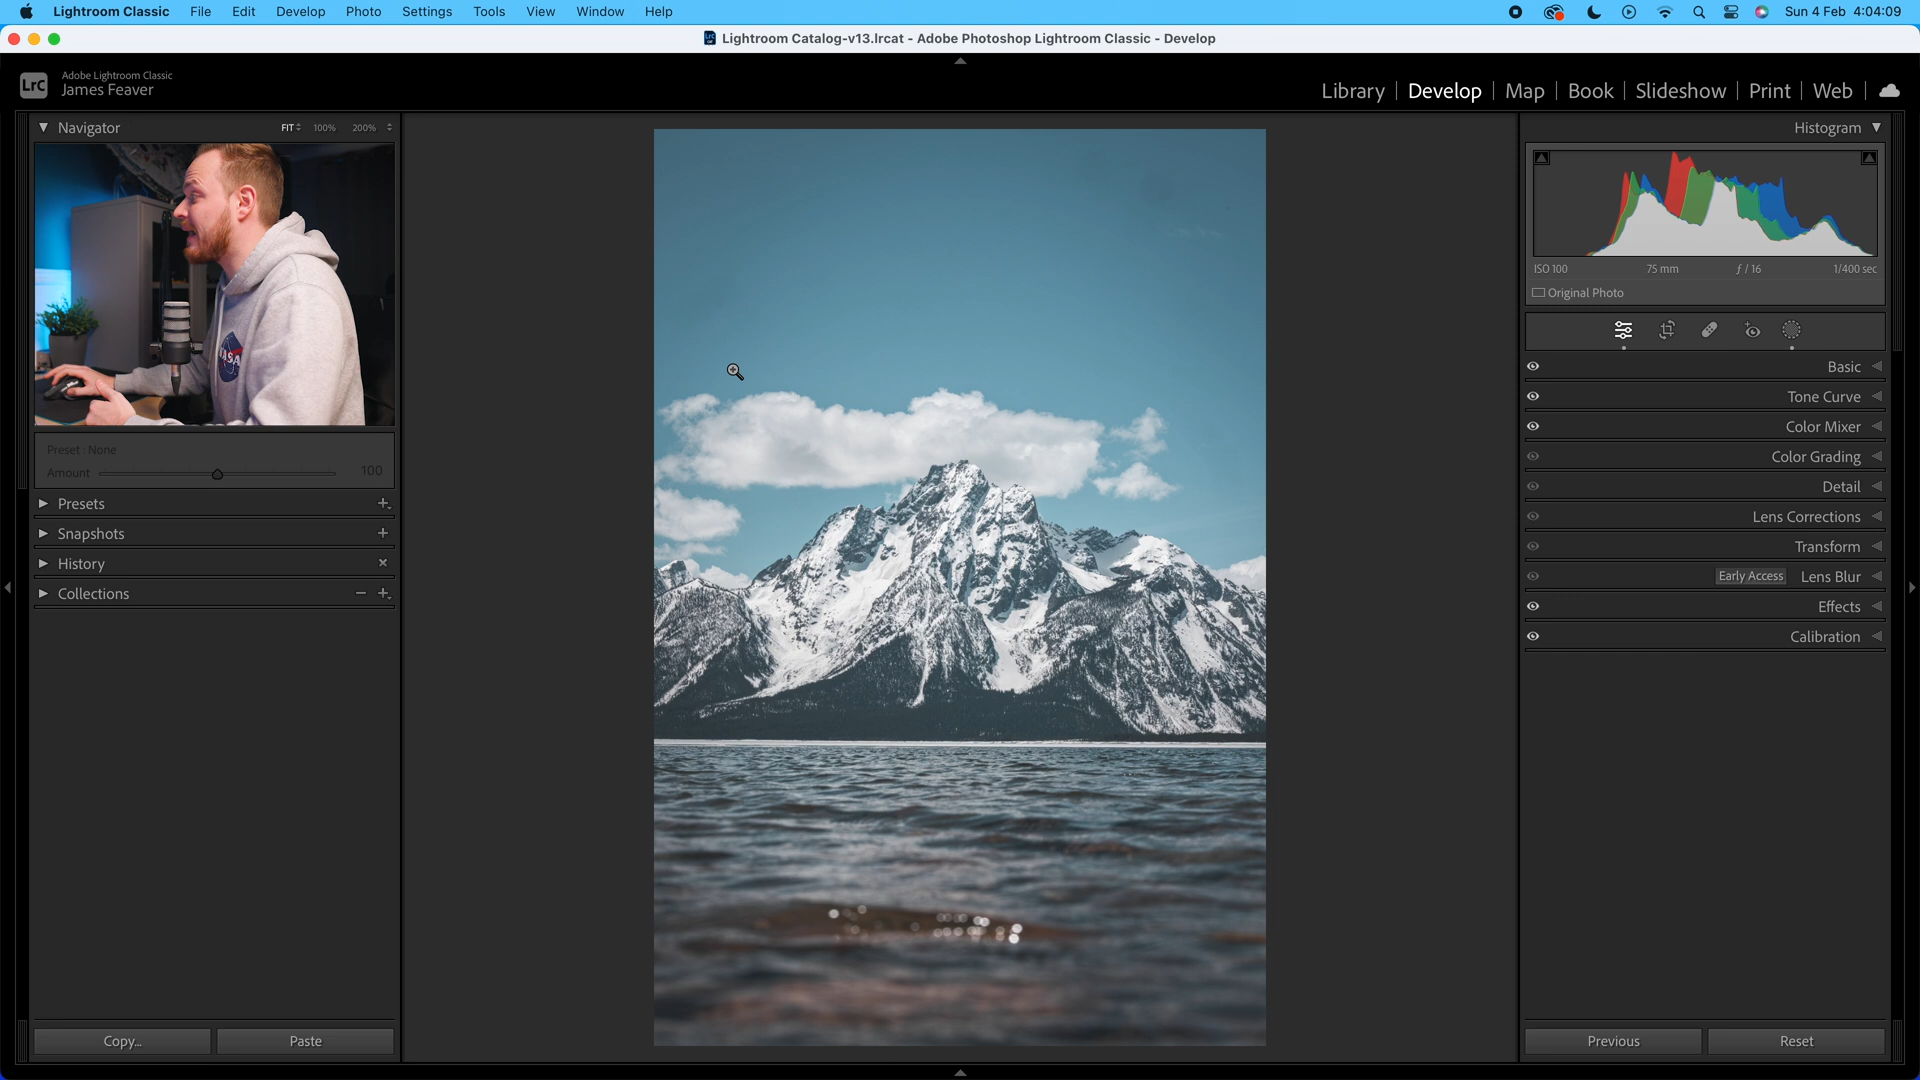 Lightroom Classic File Edit Develop Photo Settings Tools View Window Help Sun 4 Feb 4:04:09
Lightroom Catalog-v13.lrcat - Adobe Photoshop Lightroom Classic - Develop
LrC
Adobe Lightroom Classic
James Feaver
Library | Develop | Map | Book | Slideshow | Print | Web |
Navigator FIT 100% 200%
Histogram
NASA
ISO 100 75 mm ƒ / 16 1/400 sec
Original Photo
Preset : None
Amount 100
Presets
Snapshots
History
Collections
Basic
Tone Curve
Color Mixer
Color Grading
Detail
Lens Corrections
Transform
Early Access Lens Blur
Effects
Calibration
Copy... Paste
Previous Reset